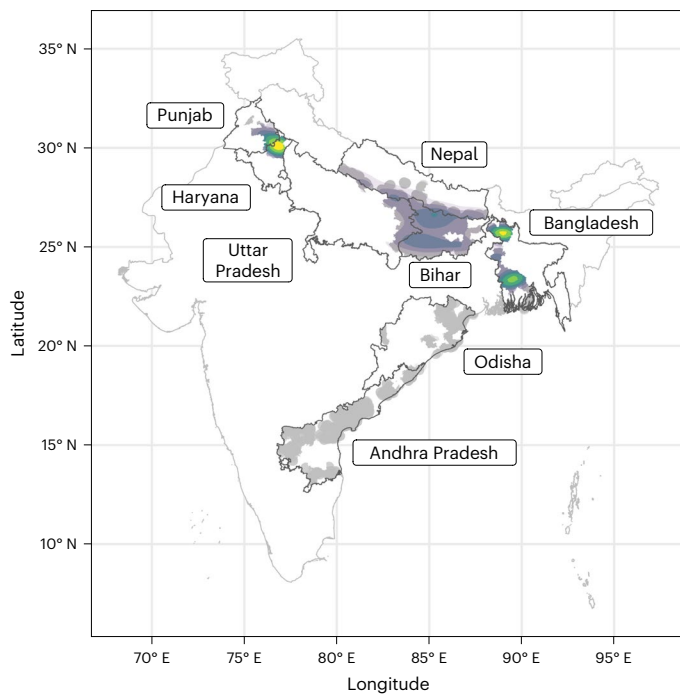 35° N
Punjab
30° N
Nepal
Haryana
Bangladesh
25° N
Uttar
Pradesh
Bihar
Latitude
20° N
Odisha
Andhra Pradesh
15° N
10° N
70° E
75° E
80° E
85° E
90° E
95° E
Longitude